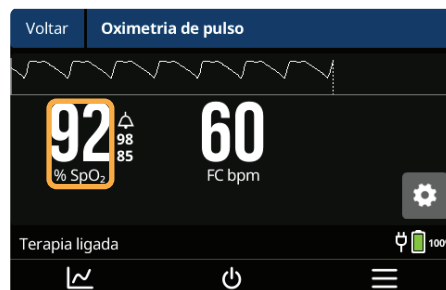 Voltar Oximetria de pulso
92 98 85 60
% SpO₂ FC bpm
Terapia ligada 100%